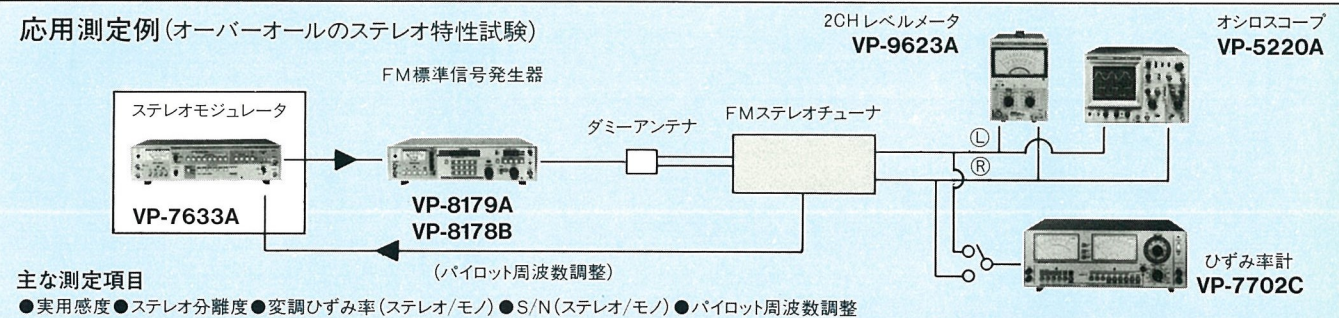 応用測定例(オーバーオールのステレオ特性試験)
2CH レベルメータ
VP-9623A
オシロスコープ
VP-5220A
FM標準信号発生器
ステレオモジュレータ
ダミーアンテナ
FMステレオチューナ
Ⓛ
Ⓡ
VP-7633A
VP-8179A
VP-8178B
(パイロット周波数調整)
ひずみ率計
VP-7702C
主な測定項目
●実用感度●ステレオ分離度●変調ひずみ率(ステレオ/モノ)●S/N(ステレオ/モノ)●パイロット周波数調整